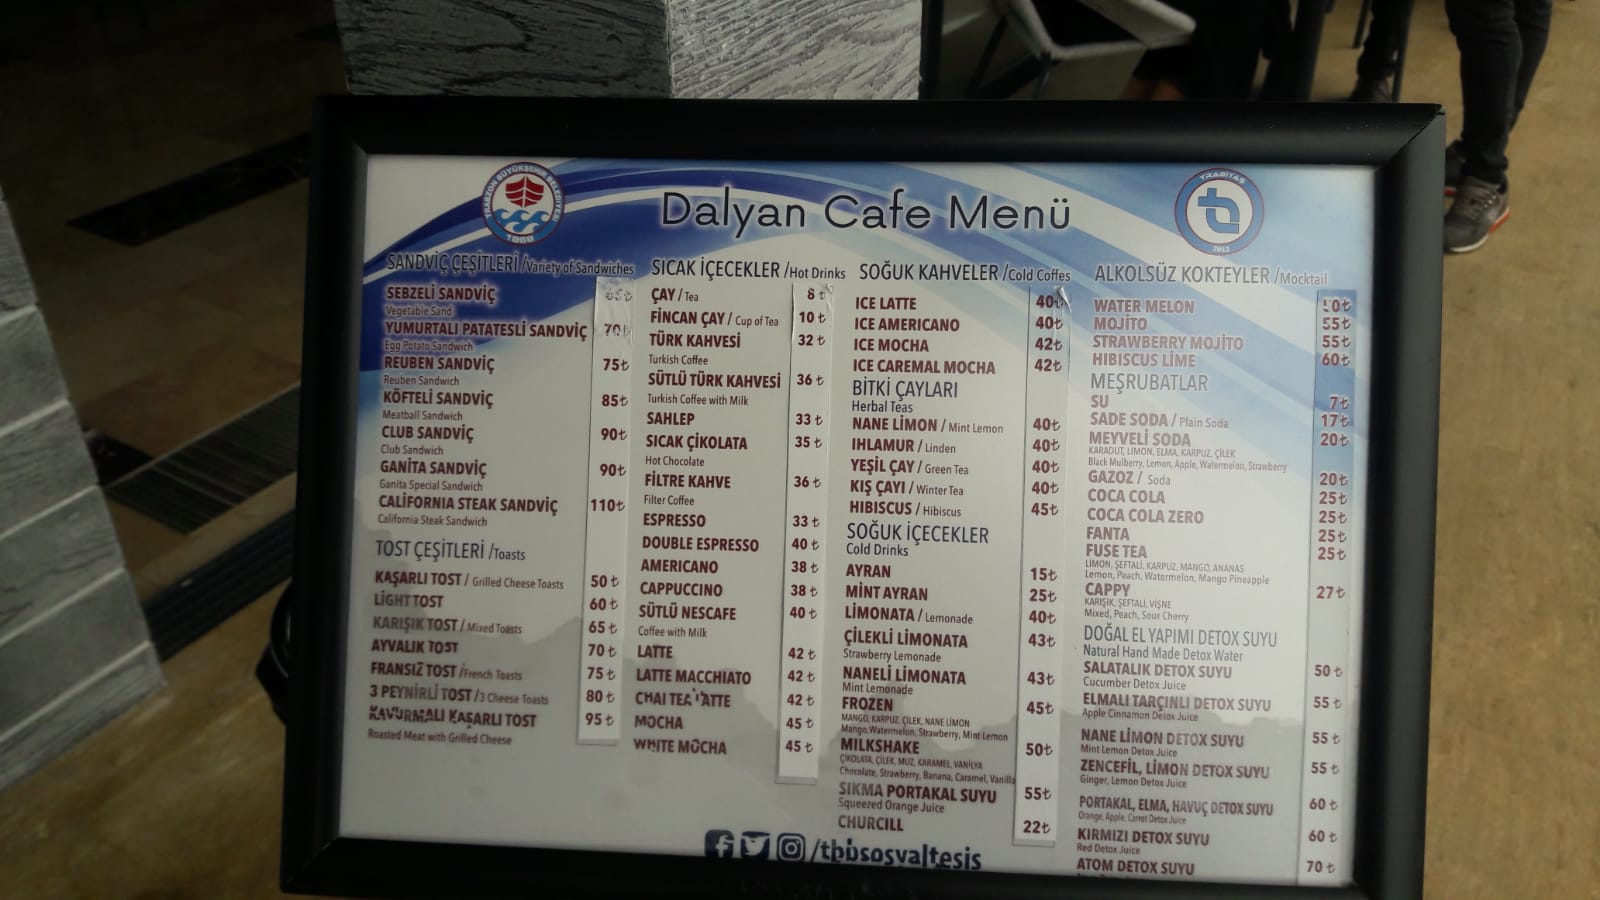 TRABZON BÜYÜKŞEHİR BELEDİYESİ
1868
Dalyan Cafe Menü
TRABİTAŞ
2012
SANDVİÇ ÇEŞİTLERİ /Variety of Sandwiches
SEBZELİ SANDVİÇ
Vegetable Sand
YUMURTALI PATATESLİ SANDVİÇ 70₺
Egg Potato Sandwich
REUBEN SANDVİÇ 75₺
Reuben Sandwich
KÖFTELİ SANDVİÇ 85₺
Meatball Sandwich
CLUB SANDVİÇ 90₺
Club Sandwich
GANİTA SANDVİÇ 90₺
Ganita Special Sandwich
CALİFORNIA STEAK SANDVİÇ 110₺
California Steak Sandwich
TOST ÇEŞİTLERİ /Toasts
KAŞARLI TOST / Grilled Cheese Toasts 50 ₺
LİGHT TOST 60 ₺
KARIŞIK TOST / Mixed Toasts 65 ₺
AYVALIK TOST 70 ₺
FRANSIZ TOST /French Toasts 75 ₺
3 PEYNİRLİ TOST /3 Cheese Toasts 80 ₺
KAVURMALI KAŞARLI TOST 95 ₺
Roasted Meat with Grilled Cheese
SICAK İÇECEKLER /Hot Drinks
ÇAY / Tea 8 ₺
FİNCAN ÇAY / Cup of Tea 10 ₺
TÜRK KAHVESİ 32 ₺
Turkish Coffee
SÜTLÜ TÜRK KAHVESİ 36 ₺
Turkish Coffee with Milk
SAHLEP 33 ₺
SICAK ÇİKOLATA 35 ₺
Hot Chocolate
FİLTRE KAHVE 36 ₺
Filter Coffee
ESPRESSO 33 ₺
DOUBLE ESPRESSO 40 ₺
AMERICANO 38 ₺
CAPPUCCINO 38 ₺
SÜTLÜ NESCAFE 40 ₺
Coffee with Milk
LATTE 42 ₺
LATTE MACCHIATO 42 ₺
CHAI TEA LATTE 42 ₺
MOCHA 45 ₺
WHITE MOCHA 45 ₺
SOĞUK KAHVELER /Cold Coffes
ICE LATTE 40₺
ICE AMERICANO 40₺
ICE MOCHA 42₺
ICE CAREMAL MOCHA 42₺
BİTKİ ÇAYLARI
Herbal Teas
NANE LİMON / Mint Lemon 40₺
IHLAMUR / Linden 40₺
YEŞİL ÇAY / Green Tea 40₺
KIŞ ÇAYI / Winter Tea 40₺
HIBISCUS / Hibiscus 45₺
SOĞUK İÇECEKLER
Cold Drinks
AYRAN 15₺
MİNT AYRAN 25₺
LİMONATA / Lemonade 40₺
ÇİLEKLİ LİMONATA 43₺
Strawberry Lemonade
NANELİ LİMONATA 43₺
Mint Lemonade
FROZEN 45₺
MANGO, KARPUZ, ÇİLEK, NANE LİMON
Mango, Watermelon, Strawberry, Mint Lemon
MILKSHAKE 50₺
ÇİKOLATA, ÇİLEK, MUZ, KARAMEL, VANİLYA
Chocolate, Strawberry, Banana, Caramel, Vanilla
SIKMA PORTAKAL SUYU 55₺
Squeezed Orange Juice
CHURCILL 22₺
ALKOLSÜZ KOKTEYLER /Mocktail
WATER MELON
MOJİTO 55₺
STRAWBERRY MOJİTO 55₺
HIBISCUS LIME 60₺
MEŞRUBATLAR
SU 7₺
SADE SODA / Plain Soda 17₺
MEYVELİ SODA 20₺
KARADUT, LIMON, ELMA, KARPUZ, ÇİLEK
Black Mulberry, Lemon, Apple, Watermelon, Strawberry
GAZOZ / Soda 20₺
COCA COLA 25₺
COCA COLA ZERO 25₺
FANTA 25₺
FUSE TEA 25₺
LİMON, ŞEFTALİ, KARPUZ, MANGO, ANANAS
Lemon, Peach, Watermelon, Mango Pineapple
CAPPY 27₺
KARIŞIK, ŞEFTALİ, VİŞNE
Mixed, Peach, Sour Cherry
DOĞAL EL YAPIMI DETOX SUYU
Natural Hand Made Detox Water
SALATALIK DETOX SUYU 50 ₺
Cucumber Detox Juice
ELMALI TARÇINLI DETOX SUYU 55 ₺
Apple Cinnamon Detox Juice
NANE LİMON DETOX SUYU 55 ₺
Mint Lemon Detox Juice
ZENCEFİL, LİMON DETOX SUYU 55 ₺
Ginger, Lemon Detox Juice
PORTAKAL, ELMA, HAVUÇ DETOX SUYU 60 ₺
Orange, Apple, Carrot Detox Juice
KIRMIZI DETOX SUYU 60 ₺
Red Detox Juice
ATOM DETOX SUYU 70 ₺
/tbbsosyaltesis